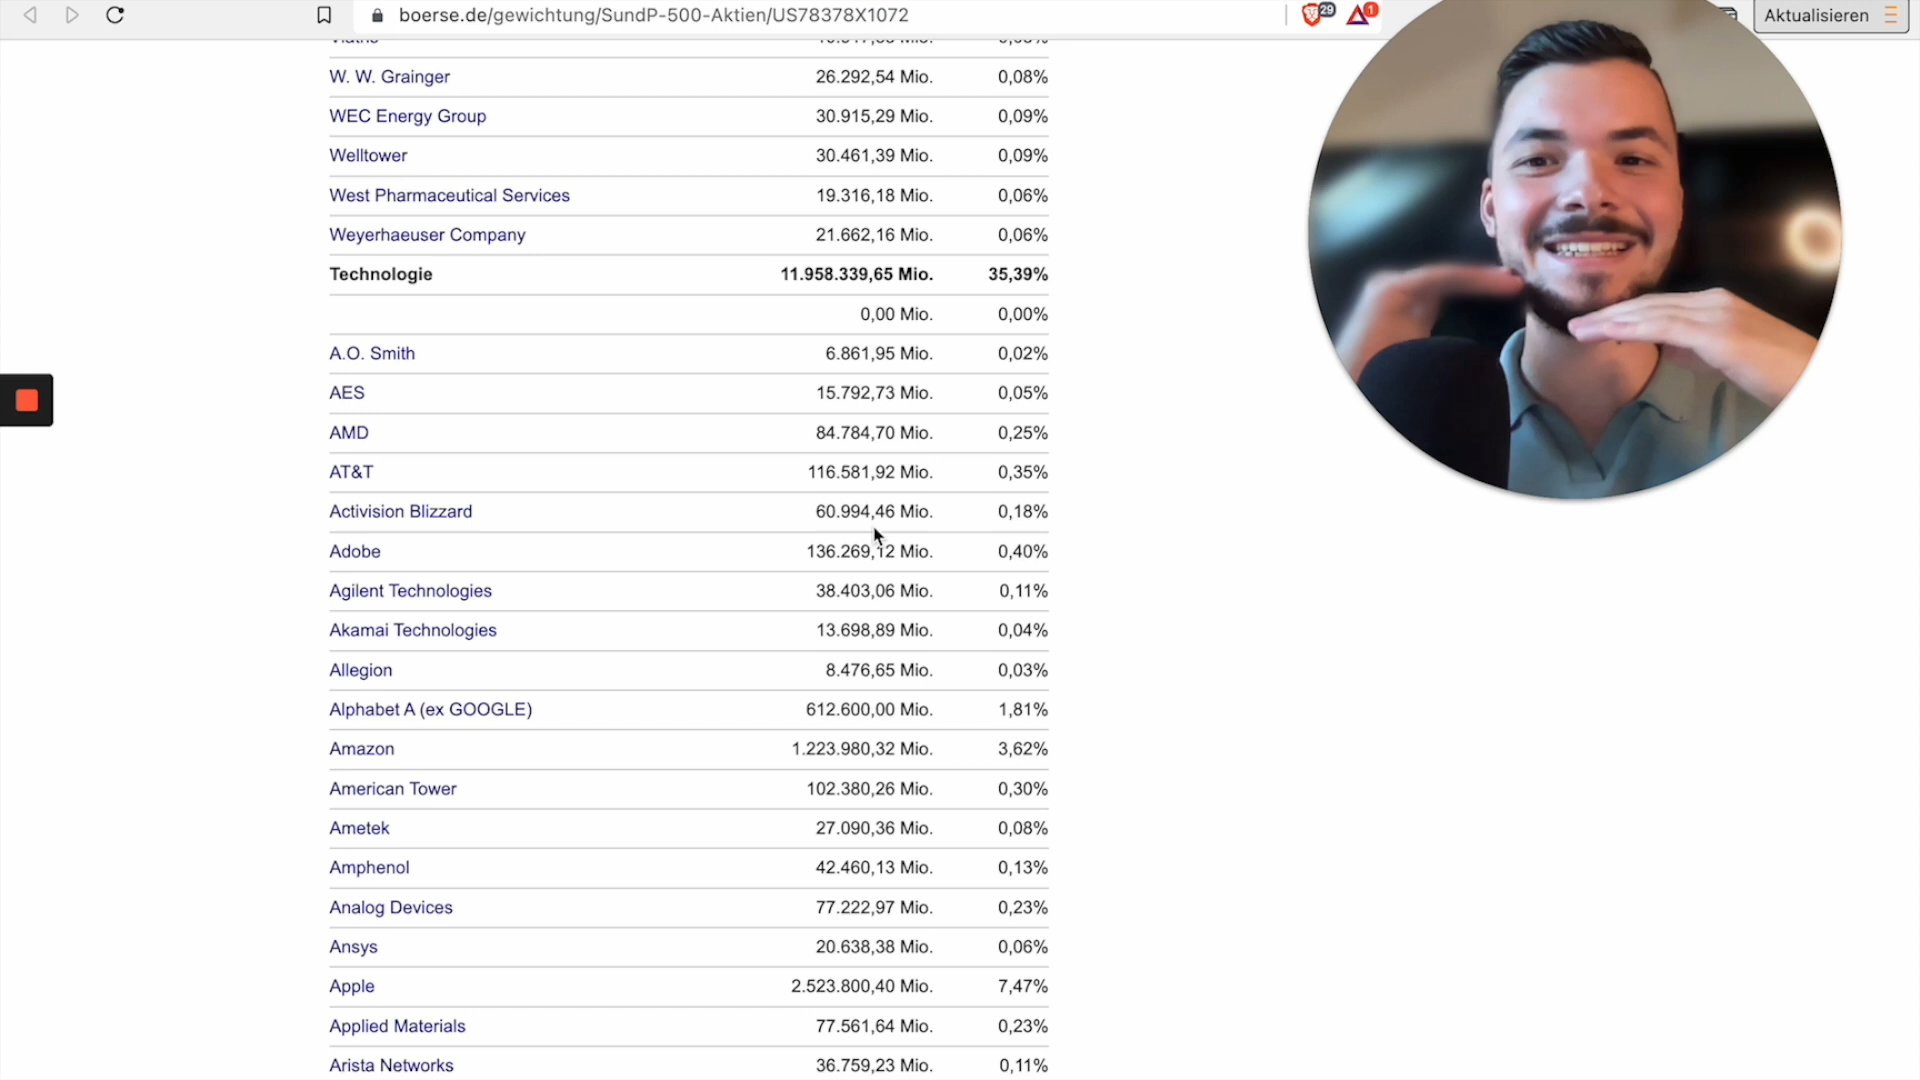 boerse.de/gewichtung/SundP-500-Aktien/US78378X1072
29
1
Aktualisieren
W. W. Grainger 26.292,54 Mio. 0,08%
WEC Energy Group 30.915,29 Mio. 0,09%
Welltower 30.461,39 Mio. 0,09%
West Pharmaceutical Services 19.316,18 Mio. 0,06%
Weyerhaeuser Company 21.662,16 Mio. 0,06%
Technologie 11.958.339,65 Mio. 35,39%
0,00 Mio. 0,00%
A.O. Smith 6.861,95 Mio. 0,02%
AES 15.792,73 Mio. 0,05%
AMD 84.784,70 Mio. 0,25%
AT&T 116.581,92 Mio. 0,35%
Activision Blizzard 60.994,46 Mio. 0,18%
Adobe 136.269,12 Mio. 0,40%
Agilent Technologies 38.403,06 Mio. 0,11%
Akamai Technologies 13.698,89 Mio. 0,04%
Allegion 8.476,65 Mio. 0,03%
Alphabet A (ex GOOGLE) 612.600,00 Mio. 1,81%
Amazon 1.223.980,32 Mio. 3,62%
American Tower 102.380,26 Mio. 0,30%
Ametek 27.090,36 Mio. 0,08%
Amphenol 42.460,13 Mio. 0,13%
Analog Devices 77.222,97 Mio. 0,23%
Ansys 20.638,38 Mio. 0,06%
Apple 2.523.800,40 Mio. 7,47%
Applied Materials 77.561,64 Mio. 0,23%
Arista Networks 36.759,23 Mio. 0,11%